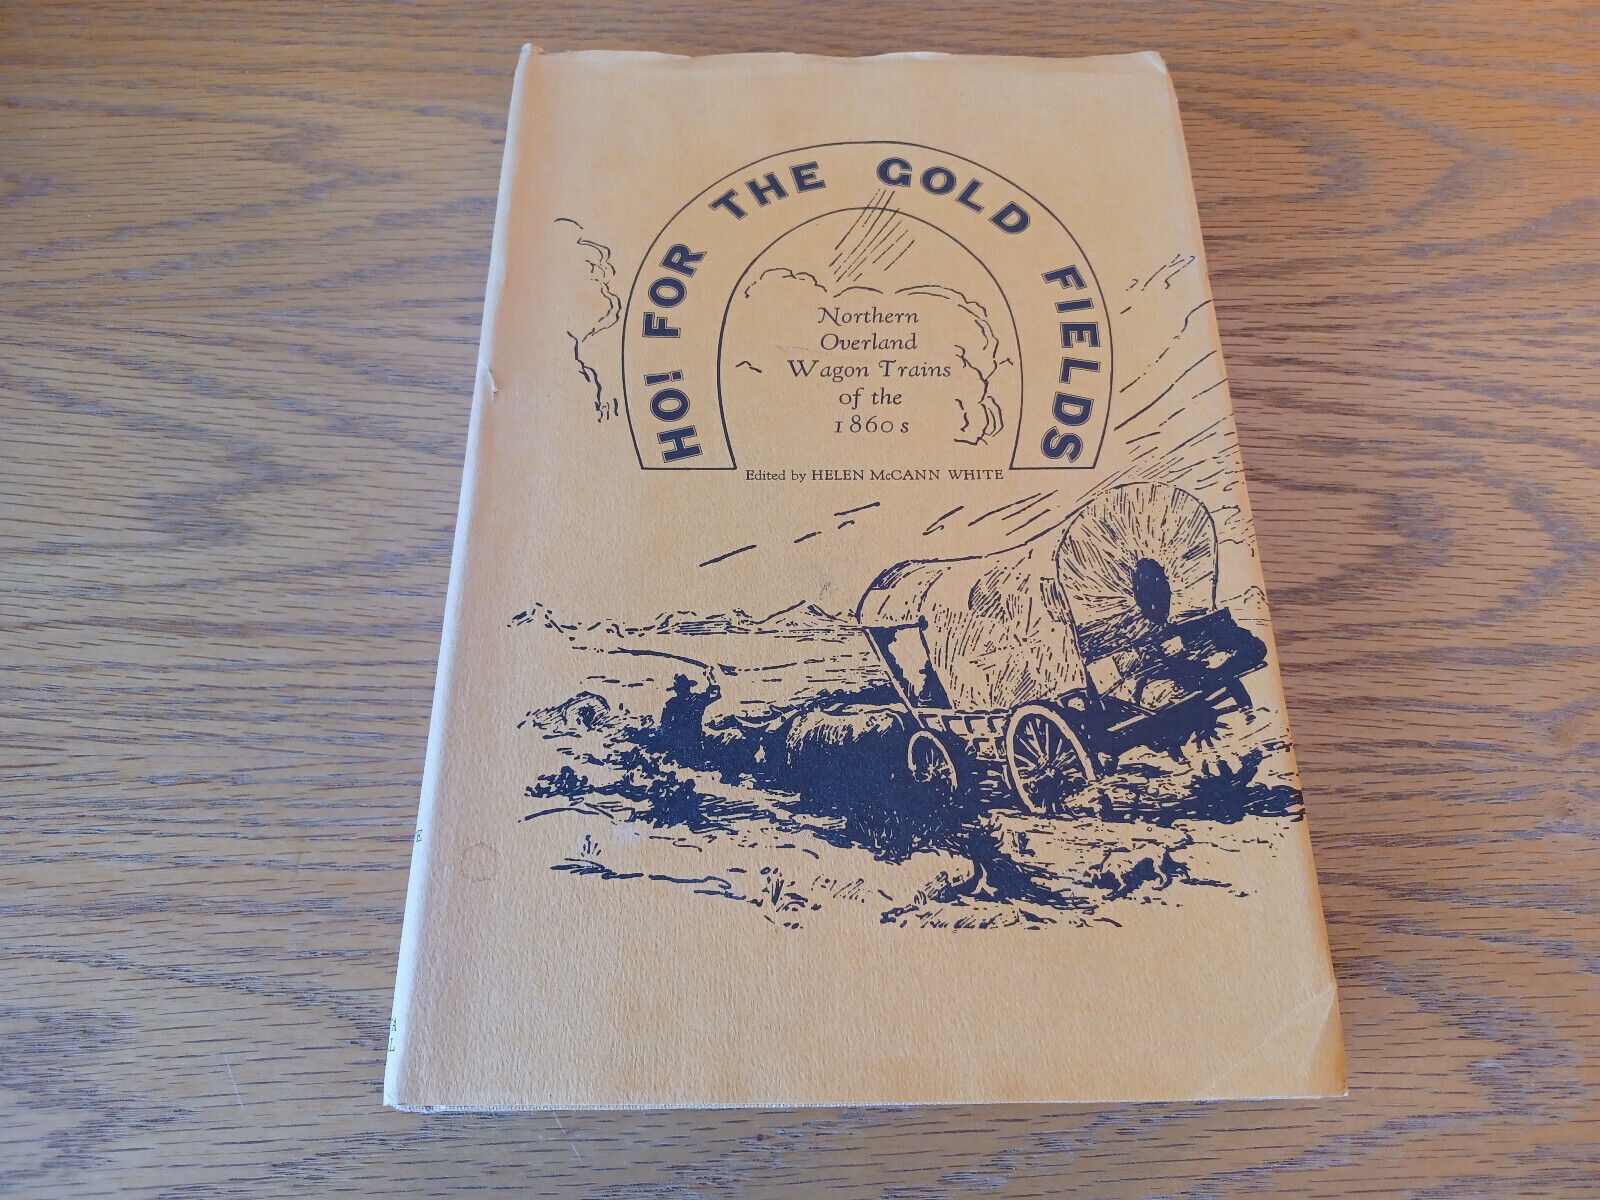 HO! FOR THE GOLD FIELDS
Northern
Overland
Wagon Trains
of the
1860s
Edited by HELEN McCANN WHITE
E
L